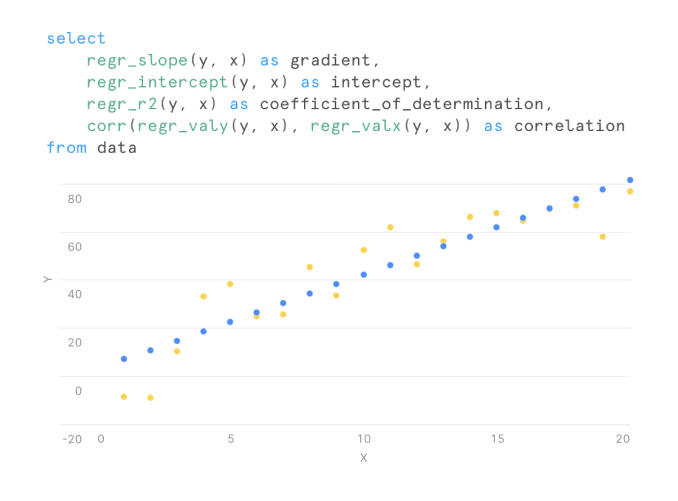 select
regr_slope(y, x) as gradient,
regr_intercept(y, x) as intercept,
regr_r2(y, x) as coefficient_of_determination,
corr(regr_valy(y, x), regr_valx(y, x)) as correlation
from data
80
60
Y
40
20
0
-20 0 5 10 15 20
X